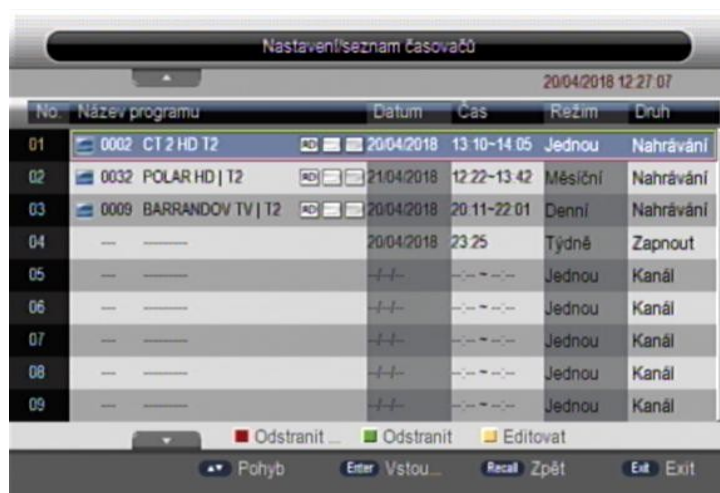 Nastavení/seznam časovačů
20/04/2018 12:27:07
No. Název programu Datum Čas Režim Druh
01 0002 CT 2 HD T2 AD 20/04/2018 13:10~14:05 Jednou Nahrávání
02 0032 POLAR HD | T2 AD 21/04/2018 12:22~13:42 Měsíční Nahrávání
03 0009 BARRANDOV TV | T2 AD 20/04/2018 20:11~22:01 Denní Nahrávání
04 --- --------- 20/04/2018 23:25 Týdně Zapnout
05 --- --------- --/--/-- --:-- ~ --:-- Jednou Kanál
06 --- --------- --/--/-- --:-- ~ --:-- Jednou Kanál
07 --- --------- --/--/-- --:-- ~ --:-- Jednou Kanál
08 --- --------- --/--/-- --:-- ~ --:-- Jednou Kanál
09 --- --------- --/--/-- --:-- ~ --:-- Jednou Kanál
Odstranit ... Odstranit Editovat
Pohyb Enter Vstou... Recall Zpět Exit Exit